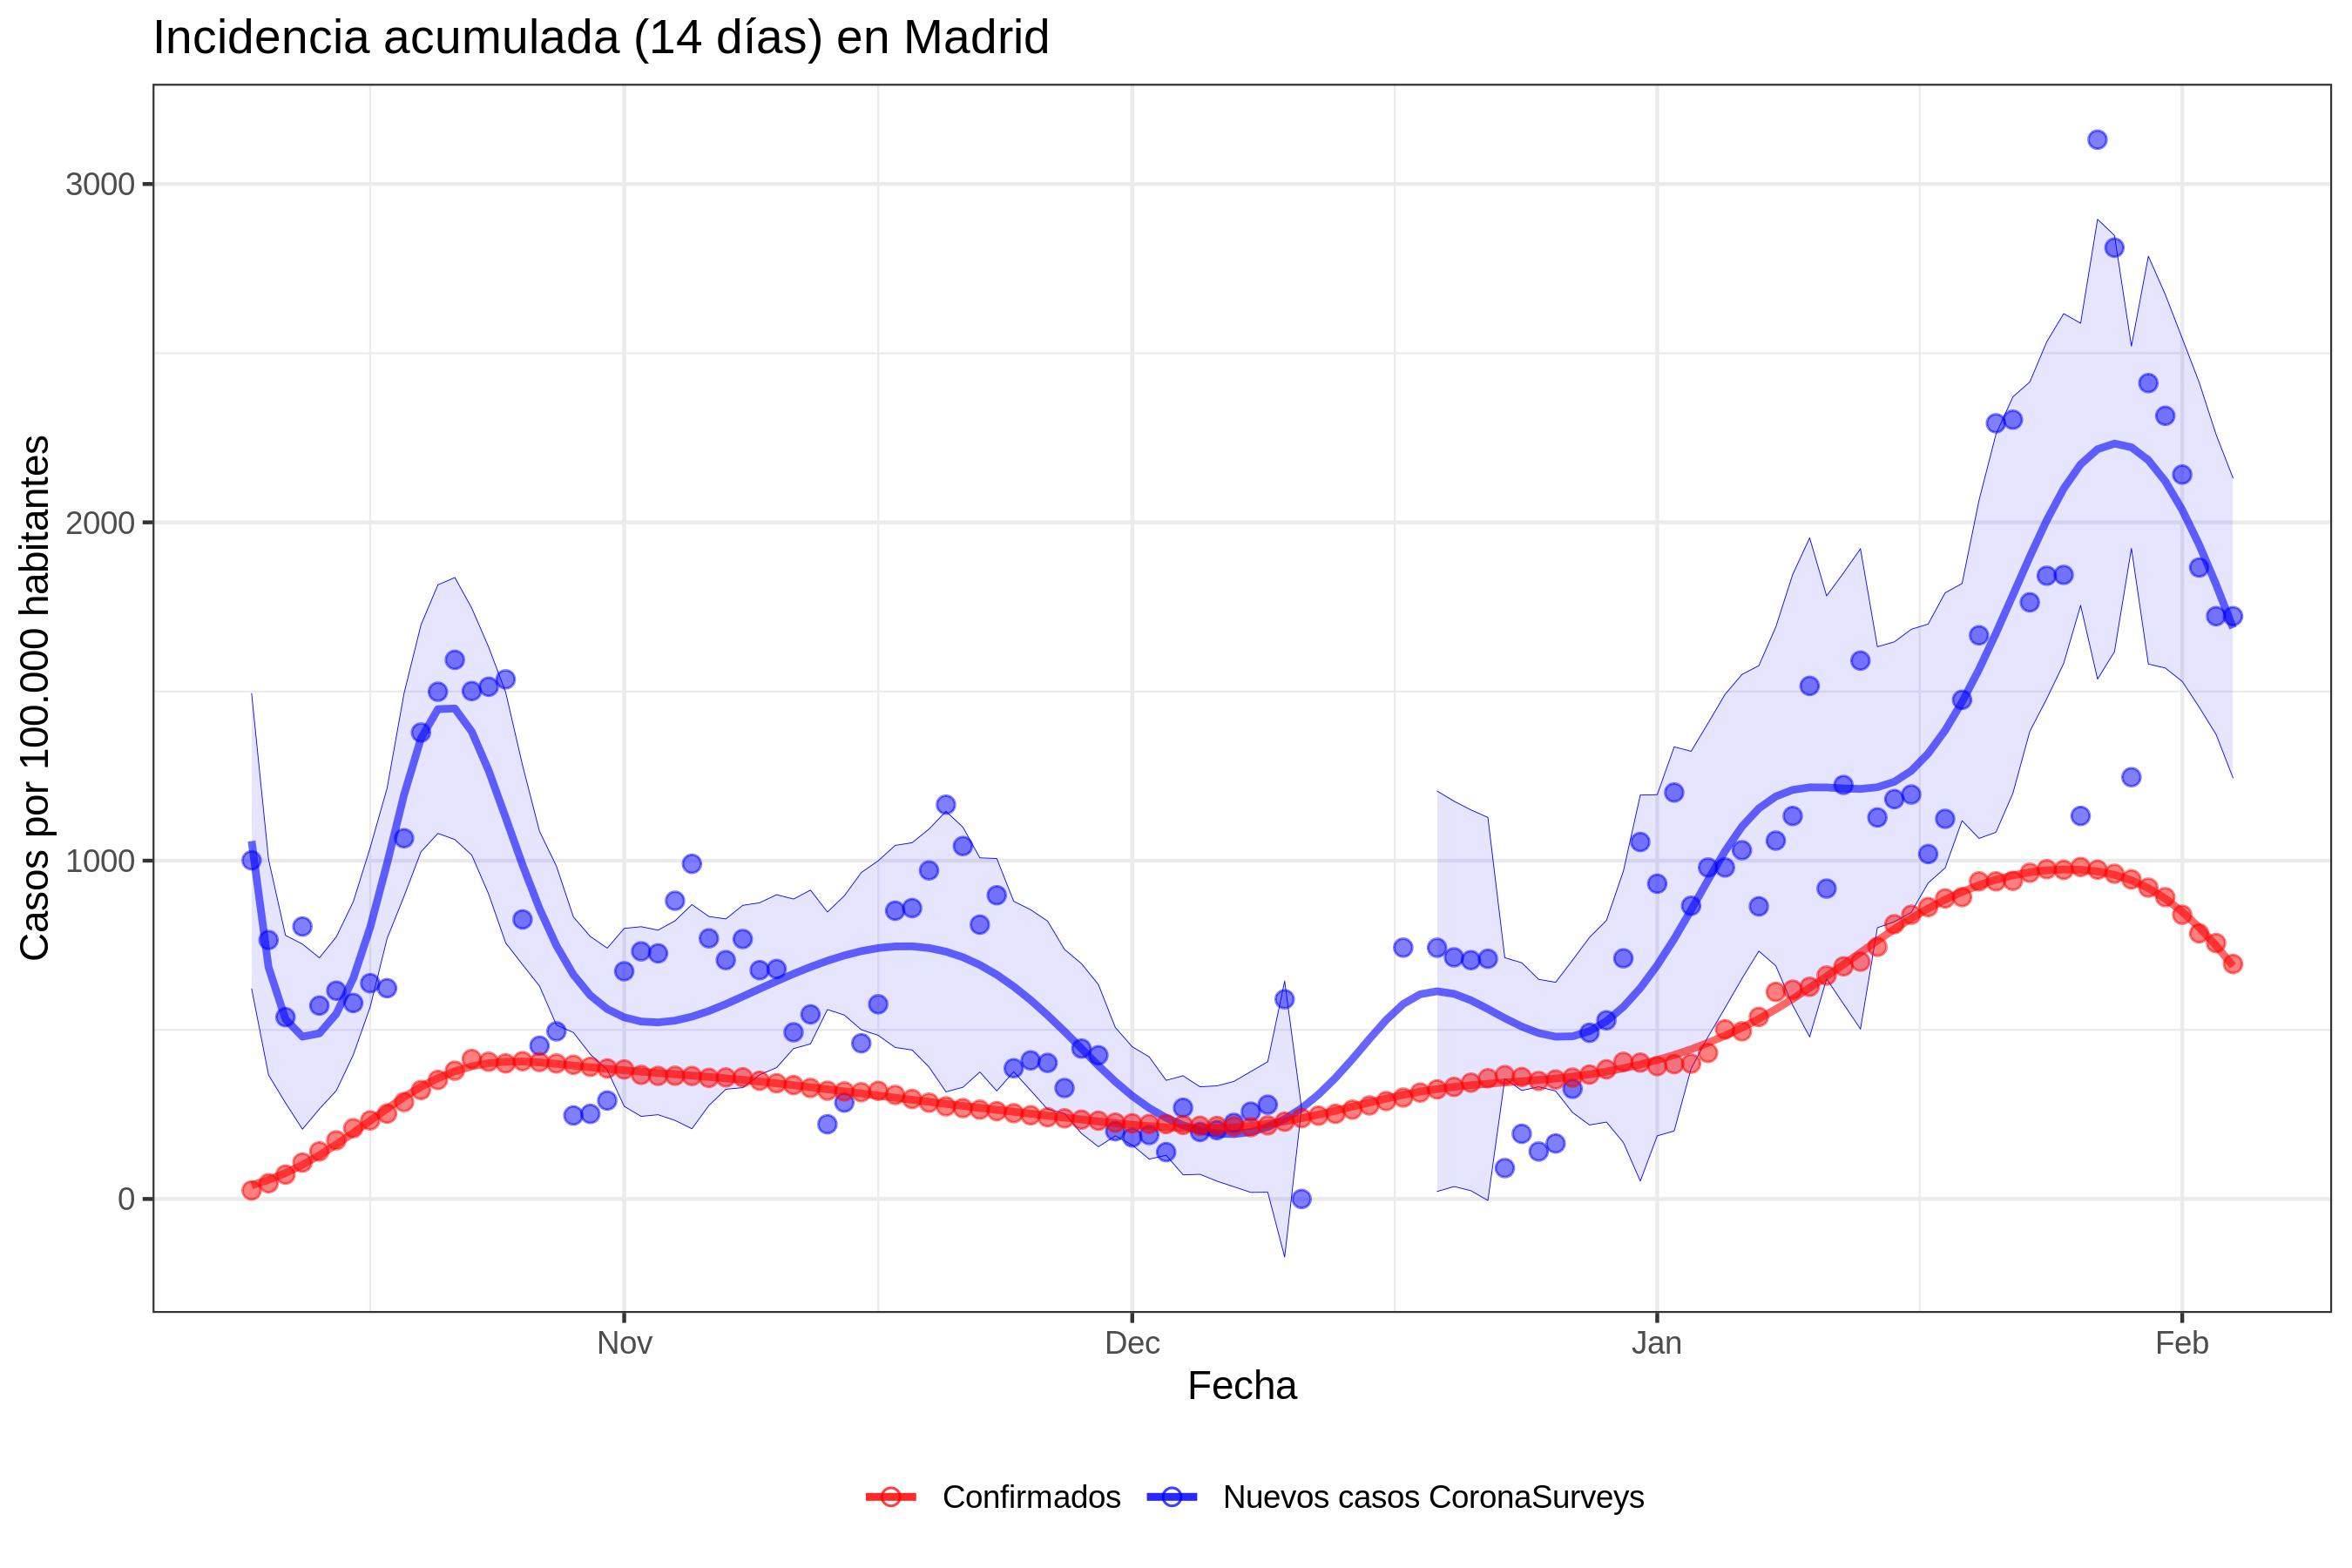 Incidencia acumulada (14 días) en Madrid
Casos por 100.000 habitantes
3000
2000
1000
0
Nov Dec Jan Feb
Fecha
Confirmados Nuevos casos CoronaSurveys